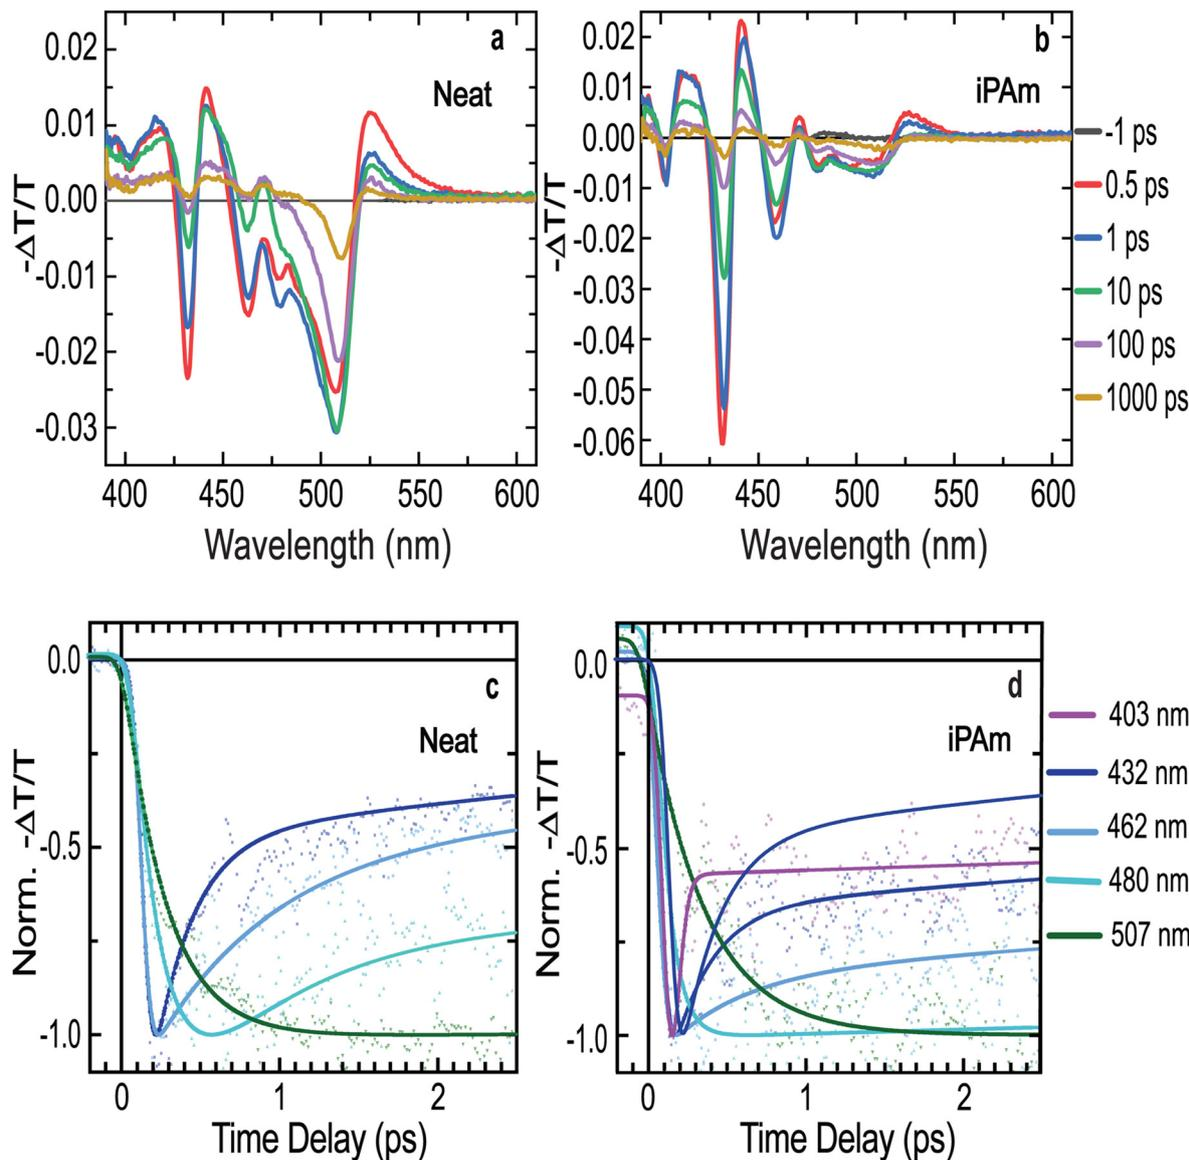 a
b
Neat
iPAm
0.02
0.01
0.00
-0.01
-0.02
-0.03
-ΔT/T
0.02
0.01
0.00
-0.01
-0.02
-0.03
-0.04
-0.05
-0.06
-ΔT/T
-1 ps
0.5 ps
1 ps
10 ps
100 ps
1000 ps
400 450 500 550 600
400 450 500 550 600
Wavelength (nm)
Wavelength (nm)
c
d
Neat
iPAm
0.0
-0.5
-1.0
Norm. -ΔT/T
0.0
-0.5
-1.0
Norm. -ΔT/T
403 nm
432 nm
462 nm
480 nm
507 nm
0 1 2
0 1 2
Time Delay (ps)
Time Delay (ps)